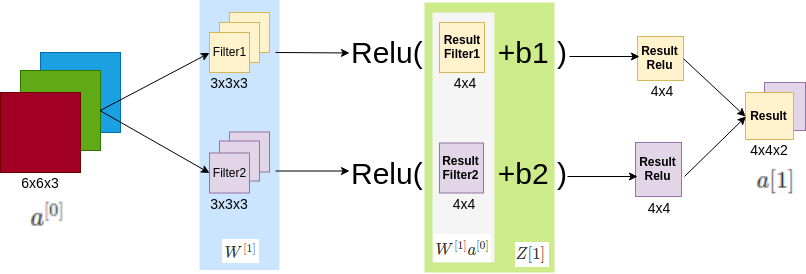 6x6x3
a^[0]
Filter1
3x3x3
Filter2
3x3x3
W^[1]
Relu(
Result
Filter1
4x4
+b1 )
Relu(
Result
Filter2
4x4
+b2 )
W^[1]a^[0]
Z[1]
Result
Relu
4x4
Result
Relu
4x4
Result
4x4x2
a[1]